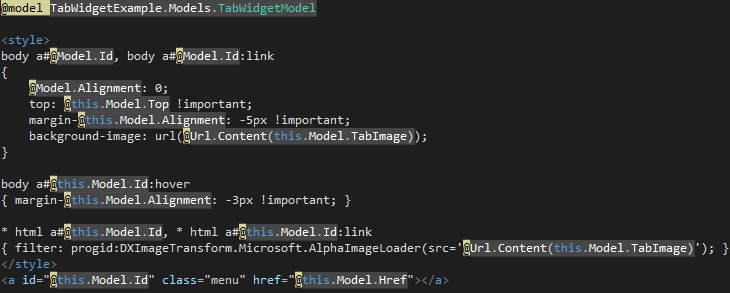 @model TabWidgetExample.Models.TabWidgetModel
<style>
body a#@Model.Id, body a#@Model.Id:link
{
@Model.Alignment: 0;
top: @this.Model.Top !important;
margin-@this.Model.Alignment: -5px !important;
background-image: url(@Url.Content(this.Model.TabImage));
}
body a#@this.Model.Id:hover
{ margin-@this.Model.Alignment: -3px !important; }
* html a#@this.Model.Id, * html a#@this.Model.Id:link
{ filter: progid:DXImageTransform.Microsoft.AlphaImageLoader(src='@Url.Content(this.Model.TabImage)'); }
</style>
<a id="@this.Model.Id" class="menu" href="@this.Model.Href"></a>